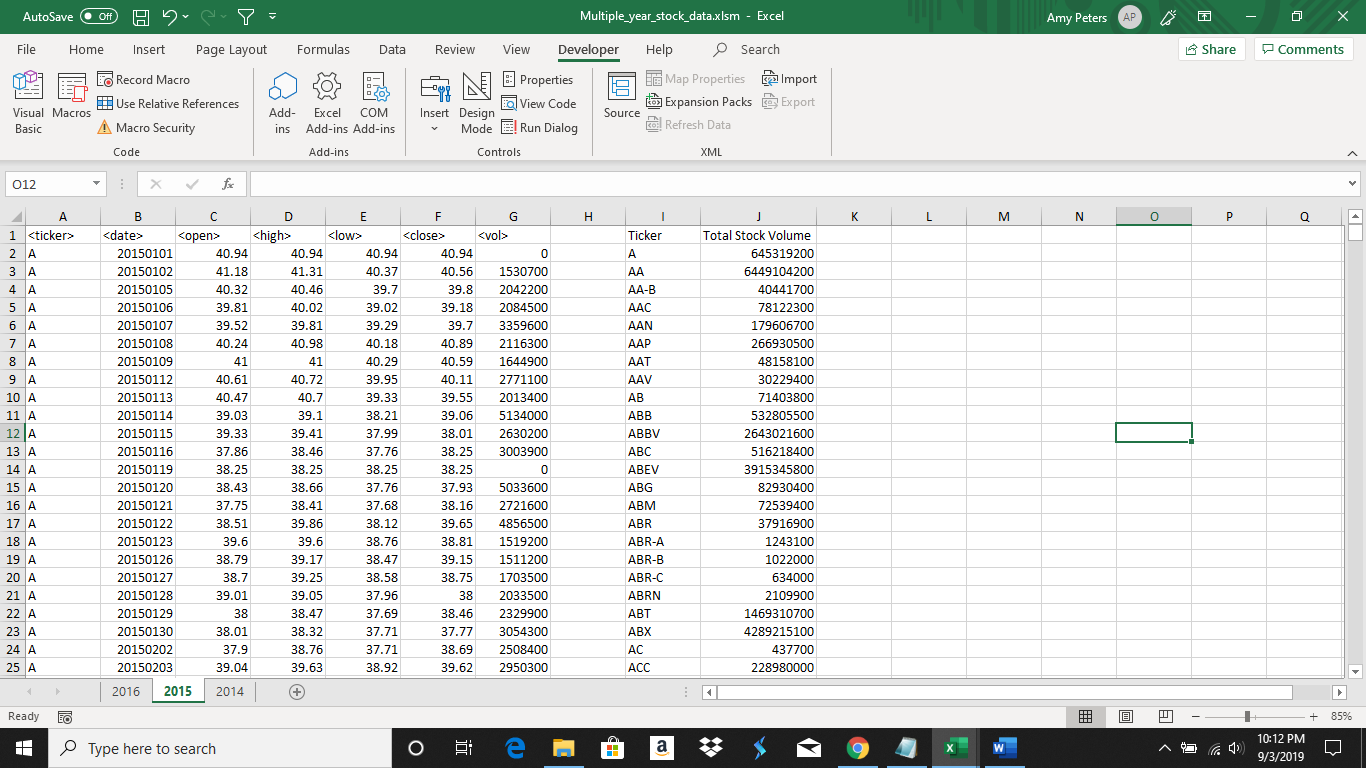 AutoSave Off Multiple_year_stock_data.xlsm - Excel Amy Peters AP
File Home Insert Page Layout Formulas Data Review View Developer Help Search Share Comments
Visual Basic Macros Record Macro Use Relative References Macro Security
Add-ins Excel Add-ins COM Add-ins
Insert Design Mode Properties View Code Run Dialog
Source Map Properties Expansion Packs Refresh Data Import Export
Code Add-ins Controls XML
O12 fx
A B C D E F G H I J K L M N O P Q
1 <ticker> <date> <open> <high> <low> <close> <vol> Ticker Total Stock Volume
2 A 20150101 40.94 40.94 40.94 40.94 0 A 645319200
3 A 20150102 41.18 41.31 40.37 40.56 1530700 AA 6449104200
4 A 20150105 40.32 40.46 39.7 39.8 2042200 AA-B 40441700
5 A 20150106 39.81 40.02 39.02 39.18 2084500 AAC 78122300
6 A 20150107 39.52 39.81 39.29 39.7 3359600 AAN 179606700
7 A 20150108 40.24 40.98 40.18 40.89 2116300 AAP 266930500
8 A 20150109 41 41 40.29 40.59 1644900 AAT 48158100
9 A 20150112 40.61 40.72 39.95 40.11 2771100 AAV 30229400
10 A 20150113 40.47 40.7 39.33 39.55 2013400 AB 71403800
11 A 20150114 39.03 39.1 38.21 39.06 5134000 ABB 532805500
12 A 20150115 39.33 39.41 37.99 38.01 2630200 ABBV 2643021600
13 A 20150116 37.86 38.46 37.76 38.25 3003900 ABC 516218400
14 A 20150119 38.25 38.25 38.25 38.25 0 ABEV 3915345800
15 A 20150120 38.43 38.66 37.76 37.93 5033600 ABG 82930400
16 A 20150121 37.75 38.41 37.68 38.16 2721600 ABM 72539400
17 A 20150122 38.51 39.86 38.12 39.65 4856500 ABR 37916900
18 A 20150123 39.6 39.6 38.76 38.81 1519200 ABR-A 1243100
19 A 20150126 38.79 39.17 38.47 39.15 1511200 ABR-B 1022000
20 A 20150127 38.7 39.25 38.58 38.75 1703500 ABR-C 634000
21 A 20150128 39.01 39.05 37.96 38 2033500 ABRN 2109900
22 A 20150129 38 38.47 37.69 38.46 2329900 ABT 1469310700
23 A 20150130 38.01 38.32 37.71 37.77 3054300 ABX 4289215100
24 A 20150202 37.9 38.76 37.71 38.69 2508400 AC 437700
25 A 20150203 39.04 39.63 38.92 39.62 2950300 ACC 228980000
2016 2015 2014
Ready 85%
Type here to search 10:12 PM
9/3/2019